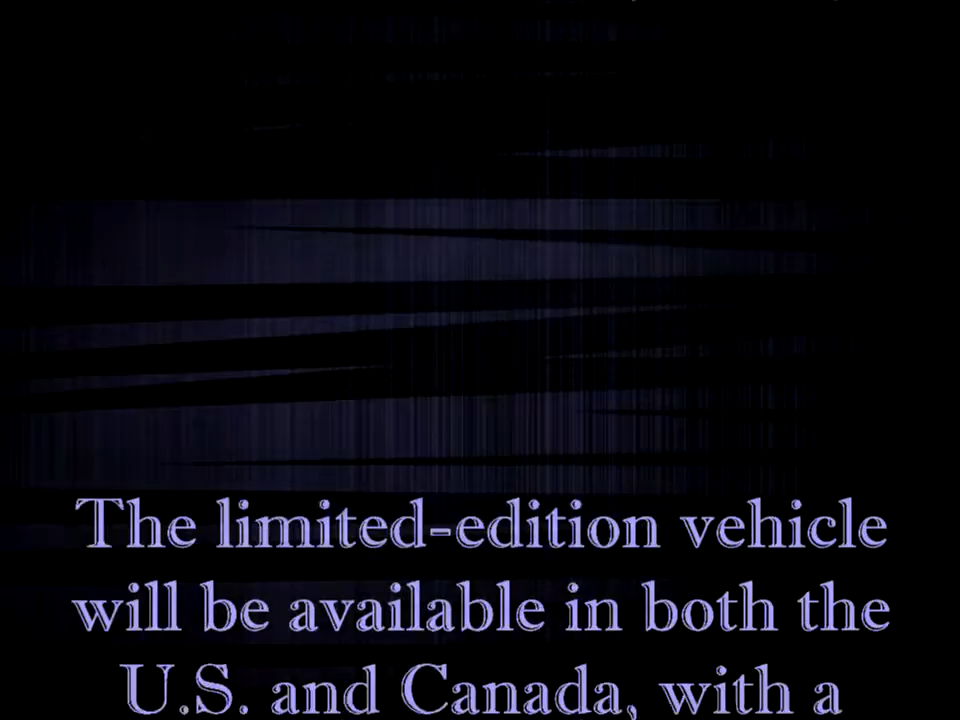 The limited-edition vehicle
will be available in both the
U.S. and Canada, with a